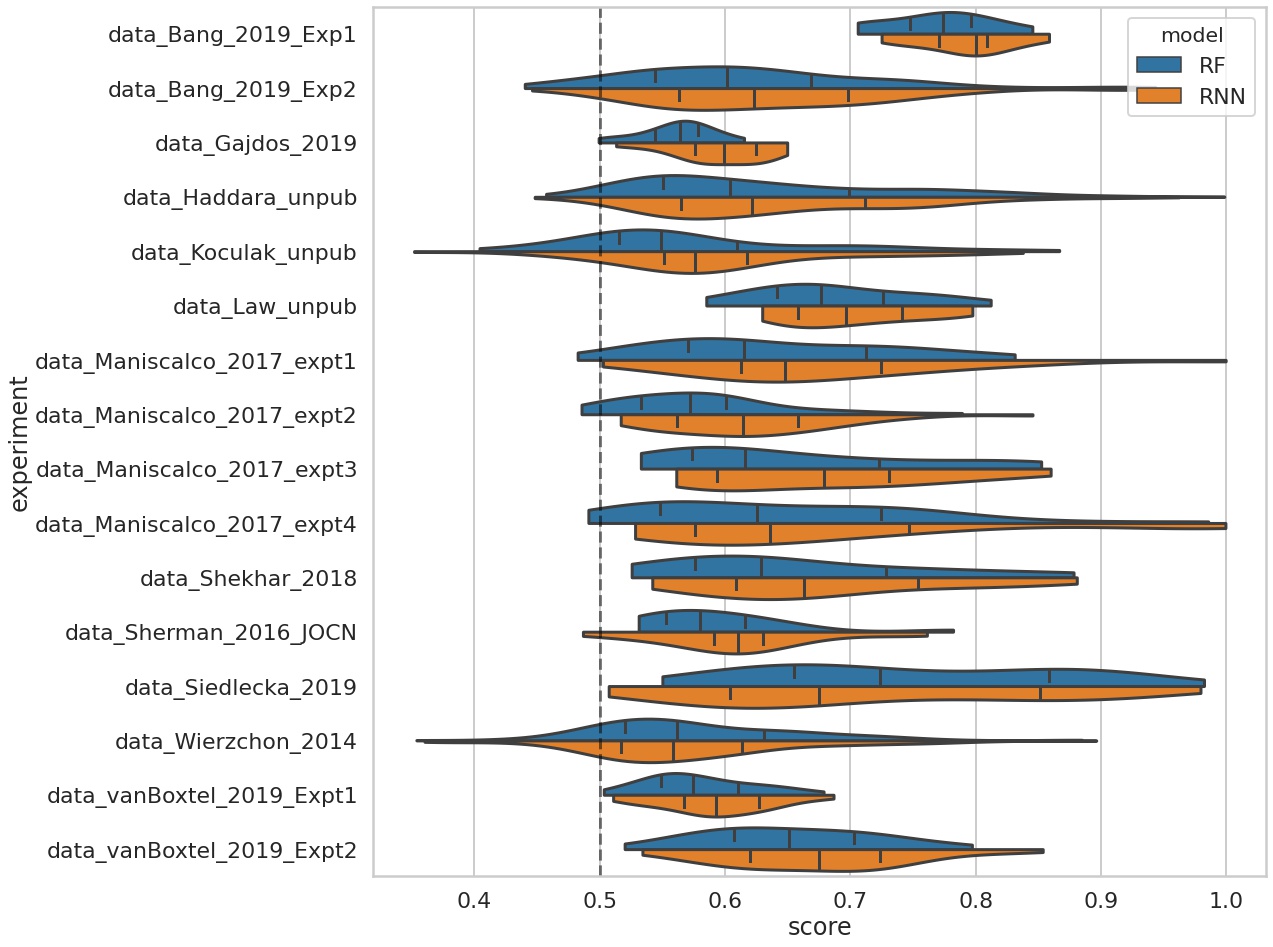 data_Bang_2019_Exp1
data_Bang_2019_Exp2
data_Gajdos_2019
data_Haddara_unpub
data_Koculak_unpub
data_Law_unpub
data_Maniscalco_2017_expt1
data_Maniscalco_2017_expt2
data_Maniscalco_2017_expt3
data_Maniscalco_2017_expt4
data_Shekhar_2018
data_Sherman_2016_JOCN
data_Siedlecka_2019
data_Wierzchon_2014
data_vanBoxtel_2019_Expt1
data_vanBoxtel_2019_Expt2
experiment
model
RF
RNN
0.4 0.5 0.6 0.7 0.8 0.9 1.0
score